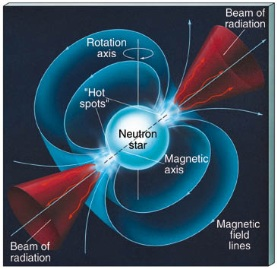 Beam of
radiation
Rotation
axis
"Hot
spots"
Neutron
star
Magnetic
axis
Magnetic
field
lines
Beam of
radiation